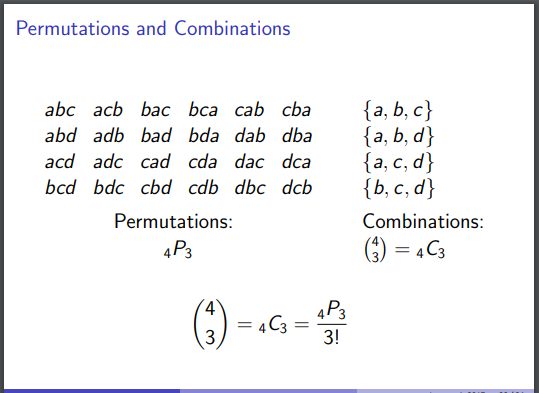 Permutations and Combinations
abc acb bac bca cab cba {a, b, c}
abd adb bad bda dab dba {a, b, d}
acd adc cad cda dac dca {a, c, d}
bcd bdc cbd cdb dbc dcb {b, c, d}
Permutations: Combinations:
₄P₃ (4 3) = ₄C₃
(4 3) = ₄C₃ = ₄P₃ / 3!